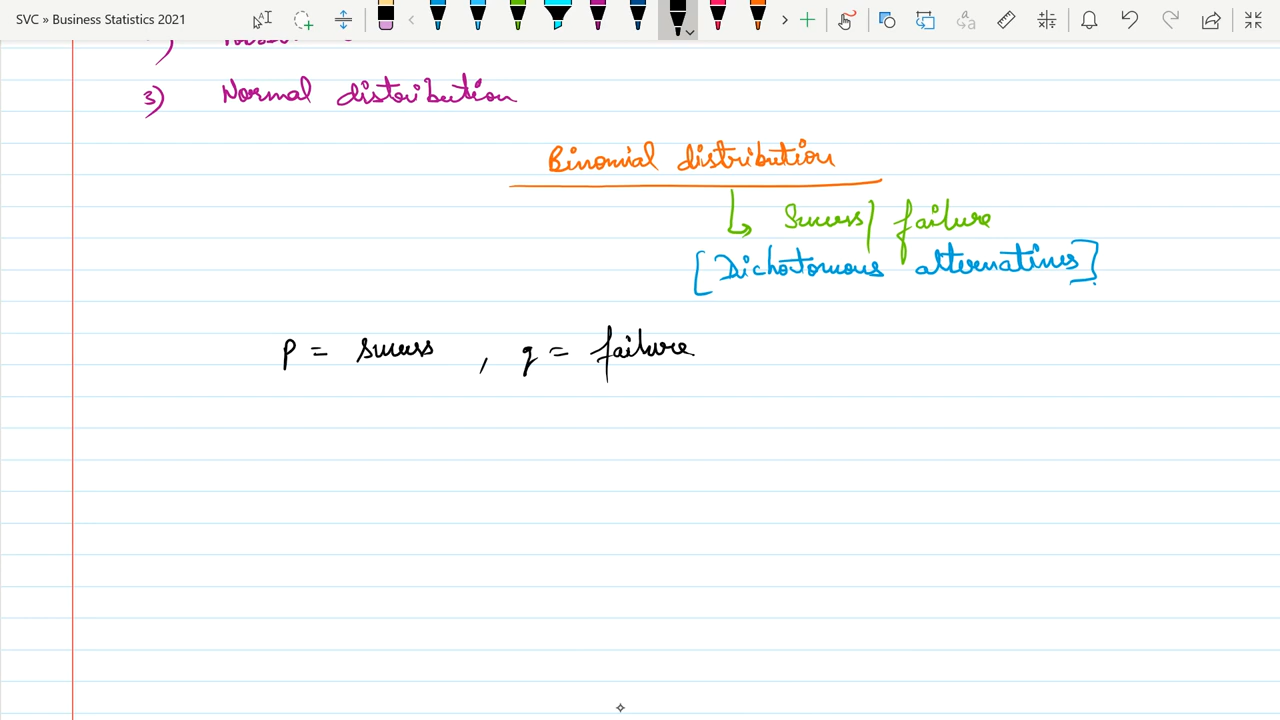 SVC » Business Statistics 2021
3) Normal distribution
Binomial distribution
↳ Success/failure
[Dichotomous alternatives]
p = success , q = failure